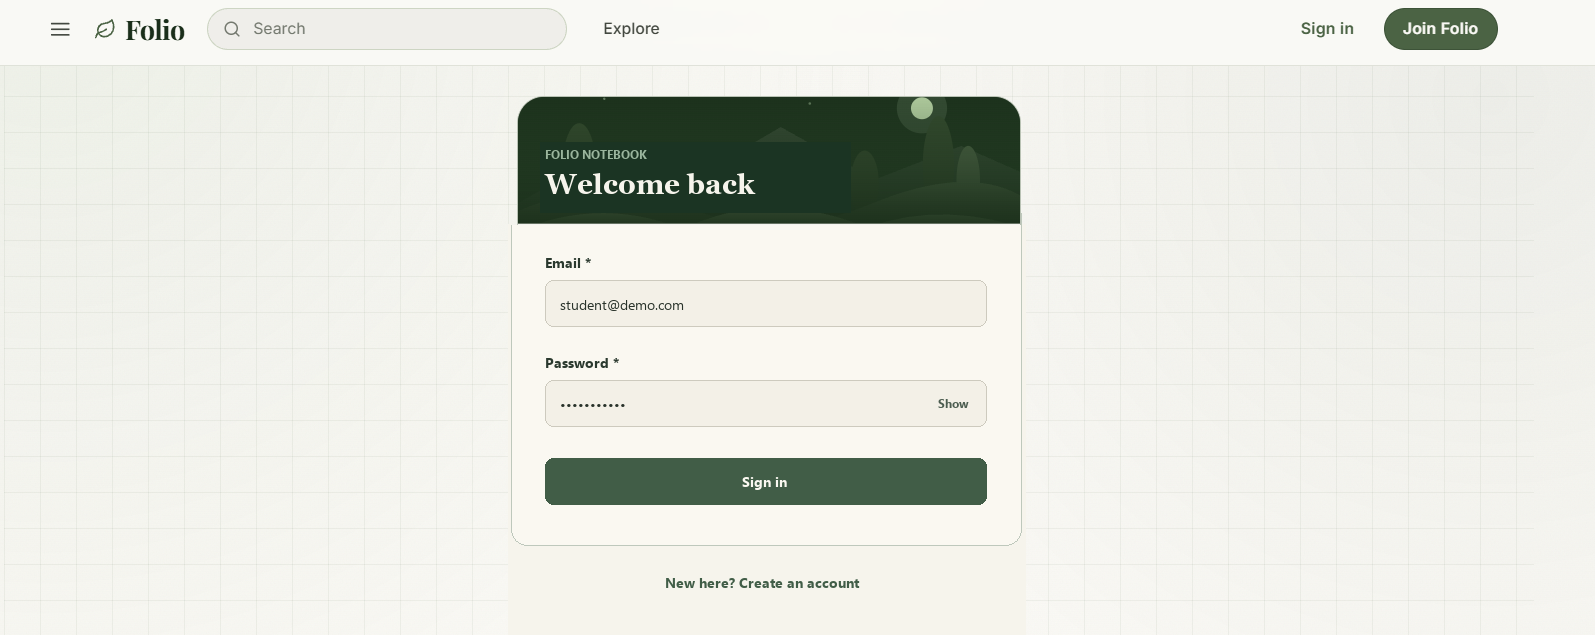 Folio
Search
Explore
Sign in
Join Folio
FOLIO NOTEBOOK
Welcome back
Email *
student@demo.com
Password *
•••••••••••
Show
Sign in
New here? Create an account